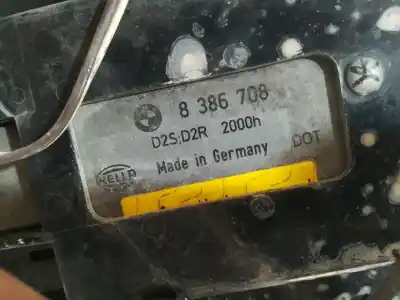 8 386 708
D2S;D2R 2000h
DOT
Made in Germany
HELLA